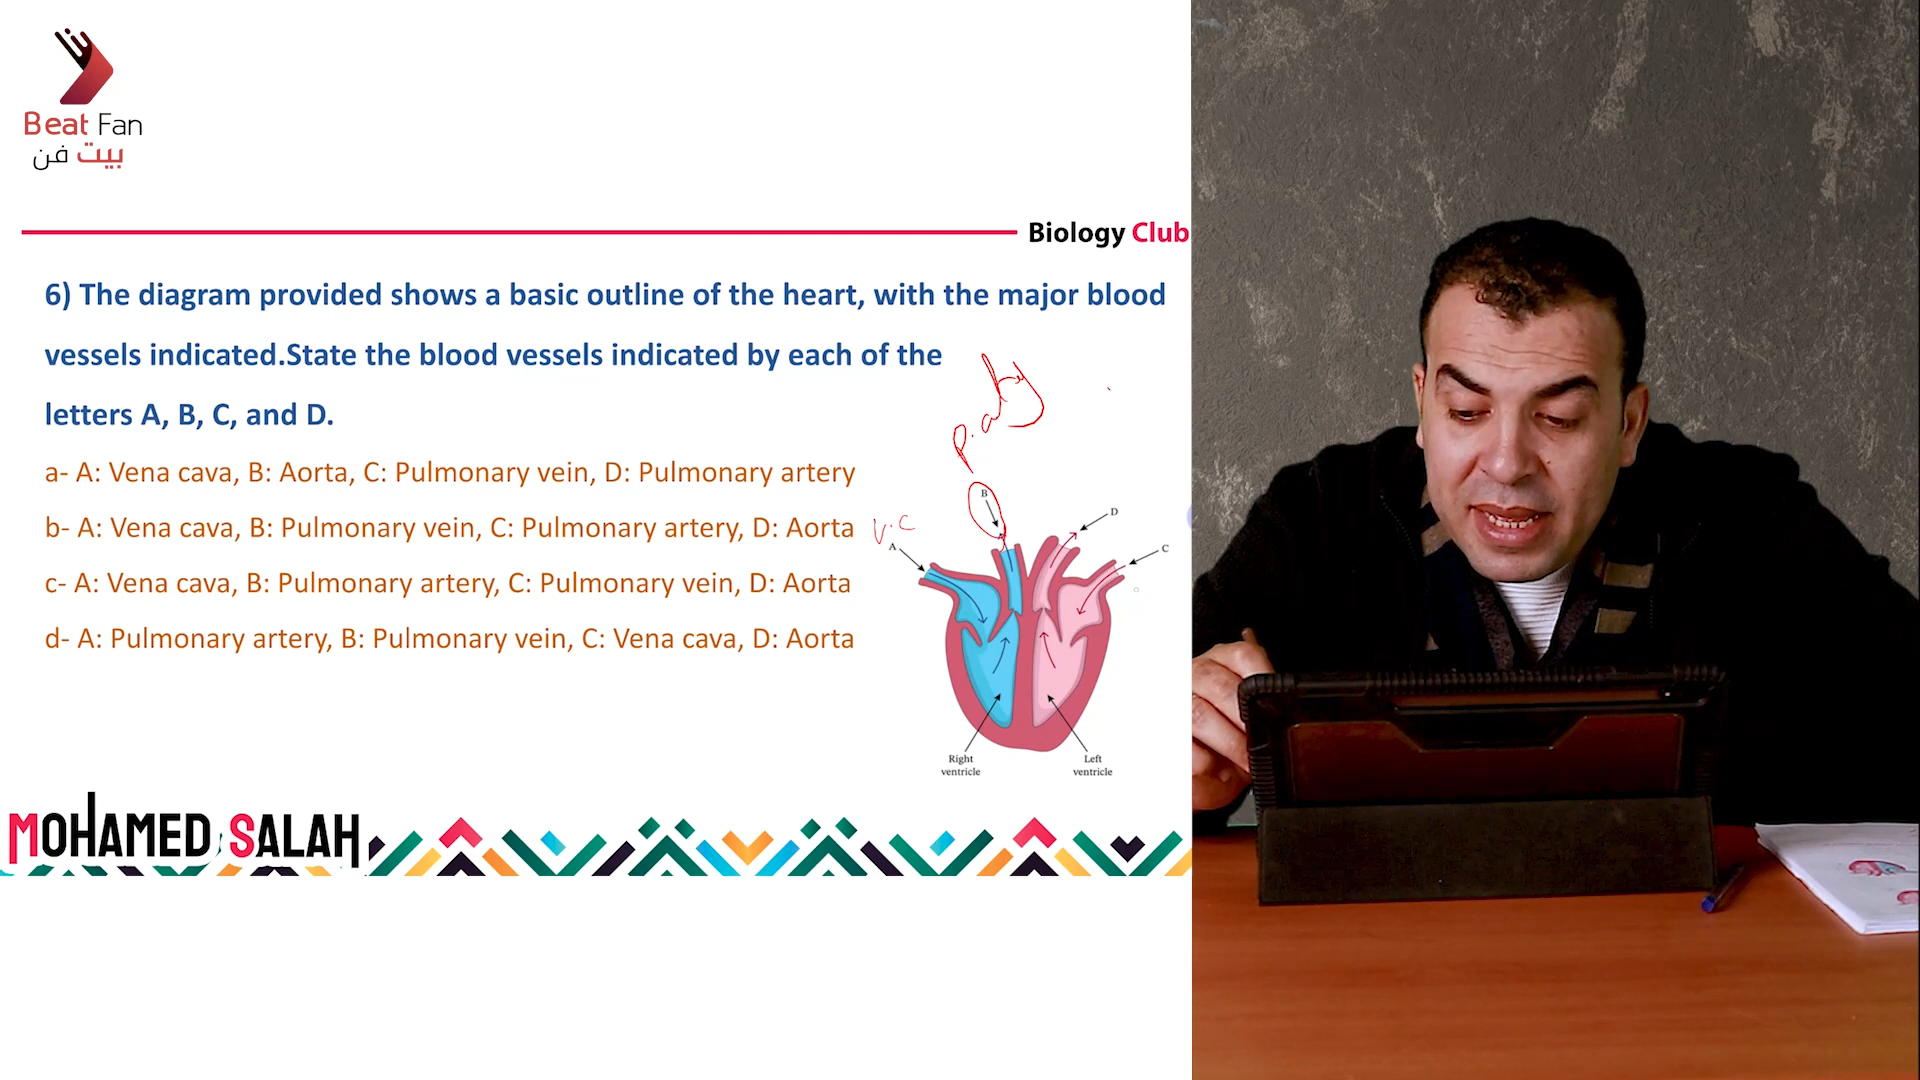 Beat Fan
بيت فن
Biology Club
6) The diagram provided shows a basic outline of the heart, with the major blood
vessels indicated.State the blood vessels indicated by each of the
letters A, B, C, and D.
a- A: Vena cava, B: Aorta, C: Pulmonary vein, D: Pulmonary artery
b- A: Vena cava, B: Pulmonary vein, C: Pulmonary artery, D: Aorta
c- A: Vena cava, B: Pulmonary artery, C: Pulmonary vein, D: Aorta
d- A: Pulmonary artery, B: Pulmonary vein, C: Vena cava, D: Aorta
V.C
B
D
A
C
Right
ventricle
Left
ventricle
MOHAMED SALAH